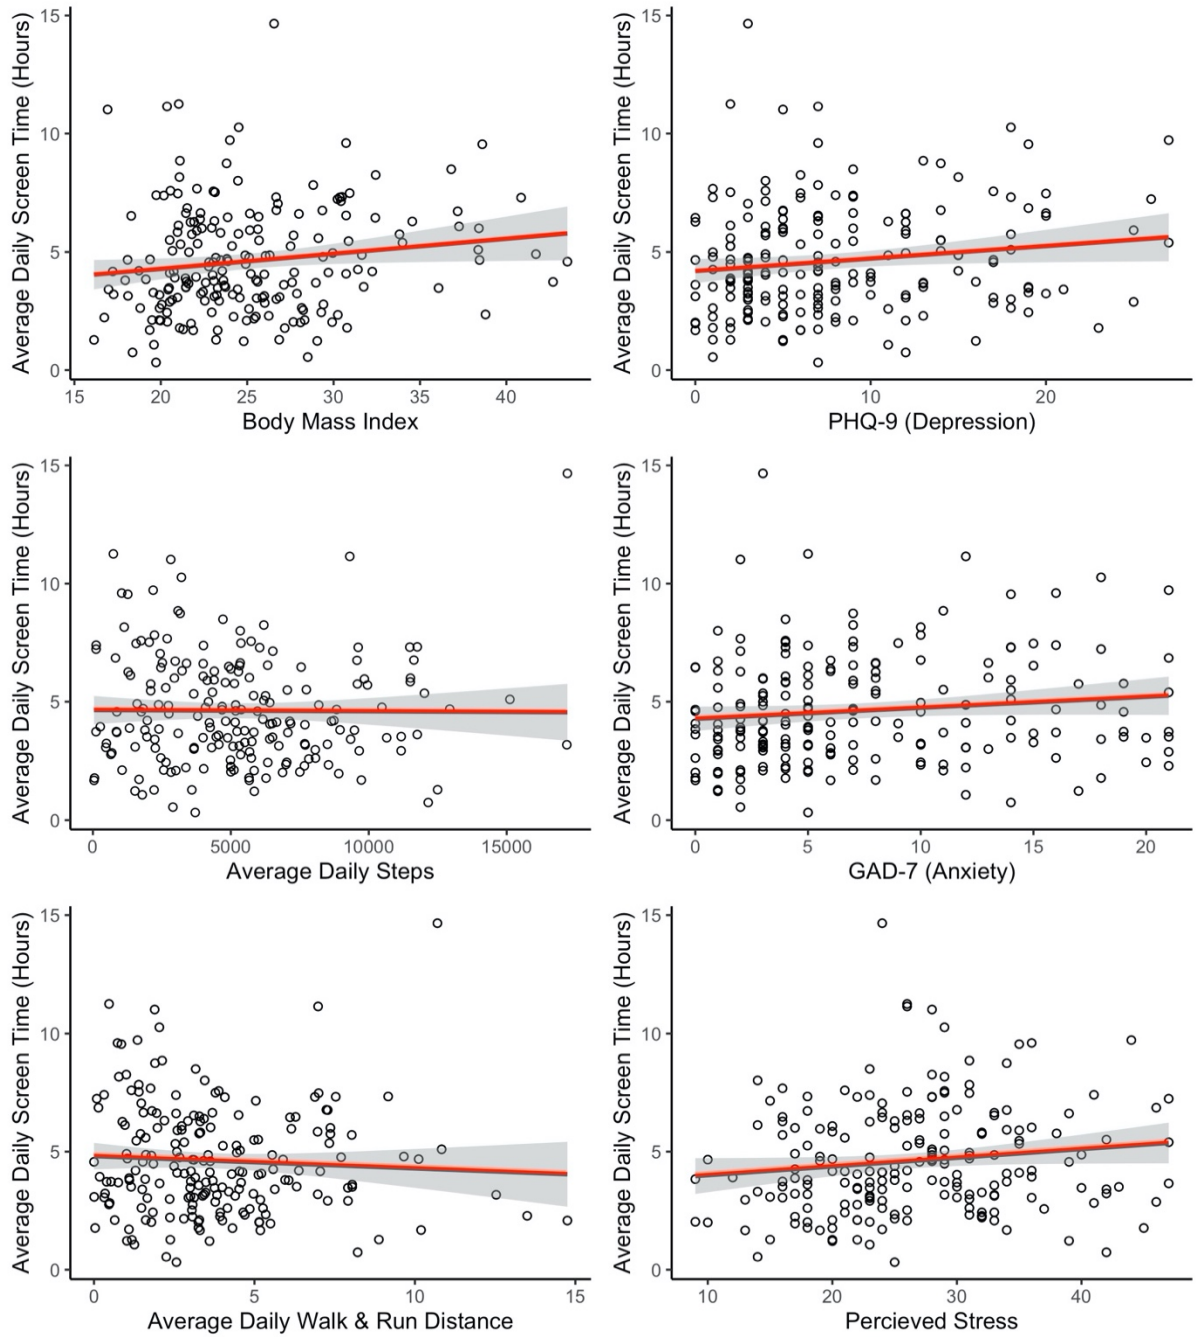 Average Daily Screen Time (Hours)
15
10
5
0
15 20 25 30 35 40
Body Mass Index
Average Daily Screen Time (Hours)
15
10
5
0
0 10 20
PHQ-9 (Depression)
Average Daily Screen Time (Hours)
15
10
5
0
0 5000 10000 15000
Average Daily Steps
Average Daily Screen Time (Hours)
15
10
5
0
0 5 10 15 20
GAD-7 (Anxiety)
Average Daily Screen Time (Hours)
15
10
5
0
0 5 10 15
Average Daily Walk & Run Distance
Average Daily Screen Time (Hours)
15
10
5
0
10 20 30 40
Percieved Stress